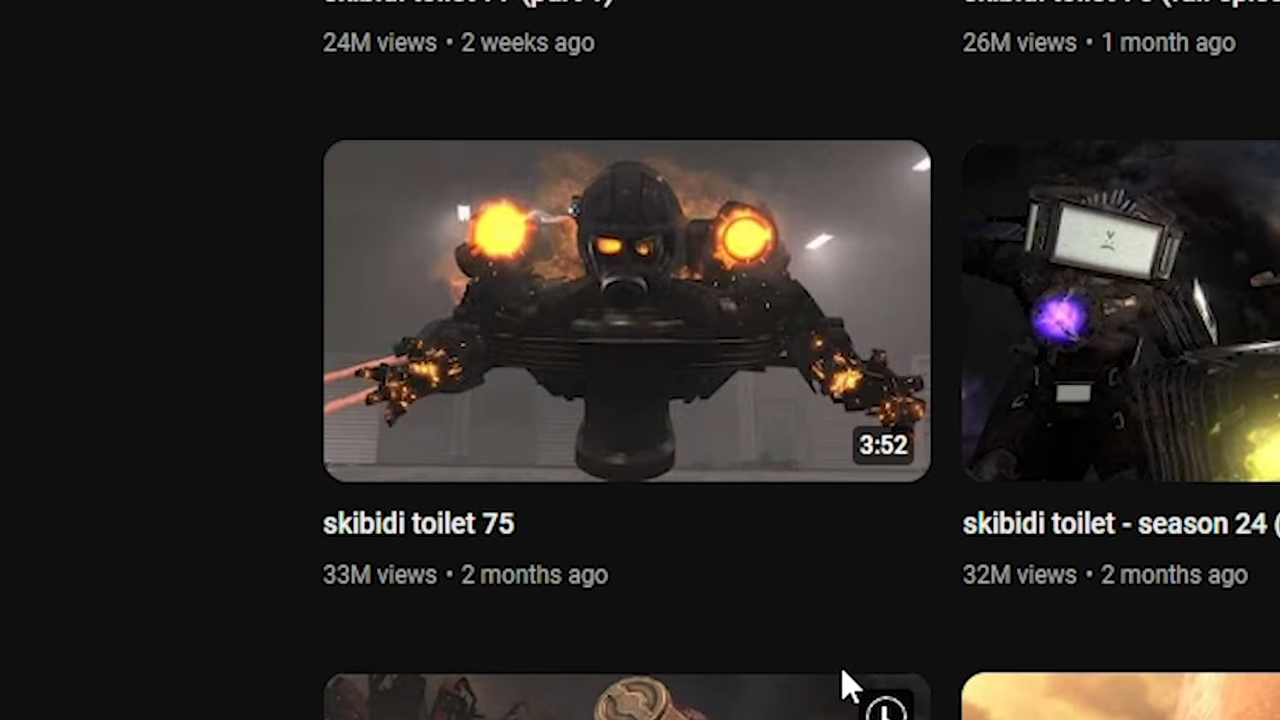 24M views • 2 weeks ago
26M views • 1 month ago
3:52
skibidi toilet 75
skibidi toilet - season 24 (
33M views • 2 months ago
32M views • 2 months ago